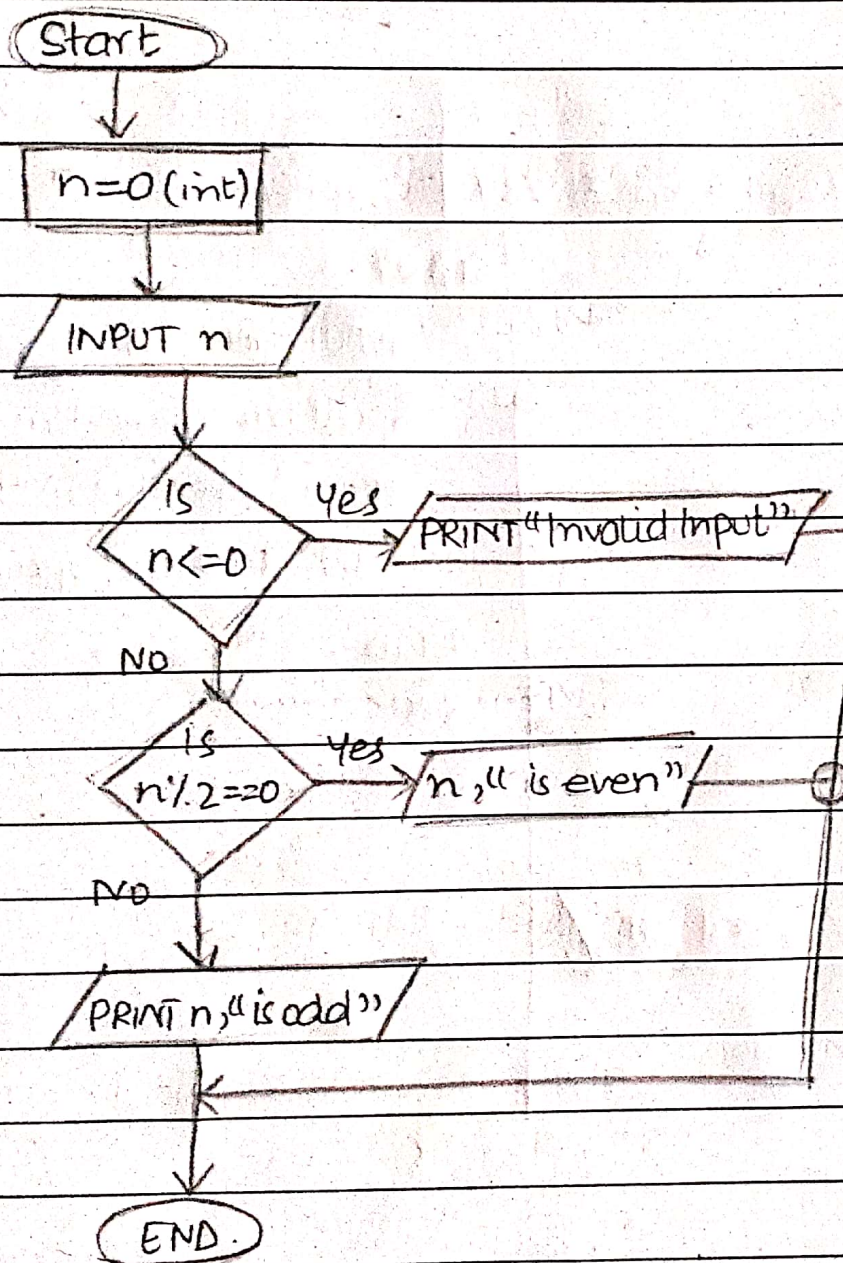 Start
n=0 (int)
INPUT n
IS
n<=0
Yes
PRINT "Invalid Input"
NO
is
n%2==0
Yes
n," is even"
NO
PRINT n,"is odd"
END.